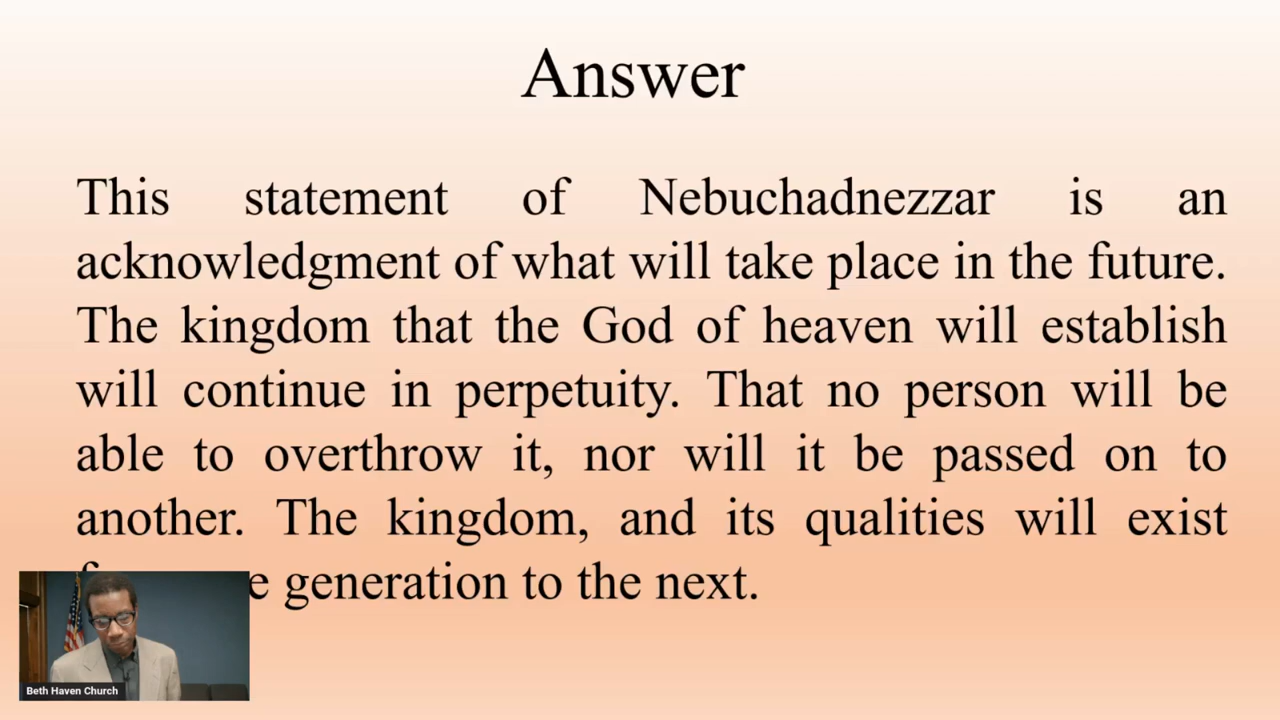 Answer
This statement of Nebuchadnezzar is an
acknowledgment of what will take place in the future.
The kingdom that the God of heaven will establish
will continue in perpetuity. That no person will be
able to overthrow it, nor will it be passed on to
another. The kingdom, and its qualities will exist
generation to the next.
Beth Haven Church